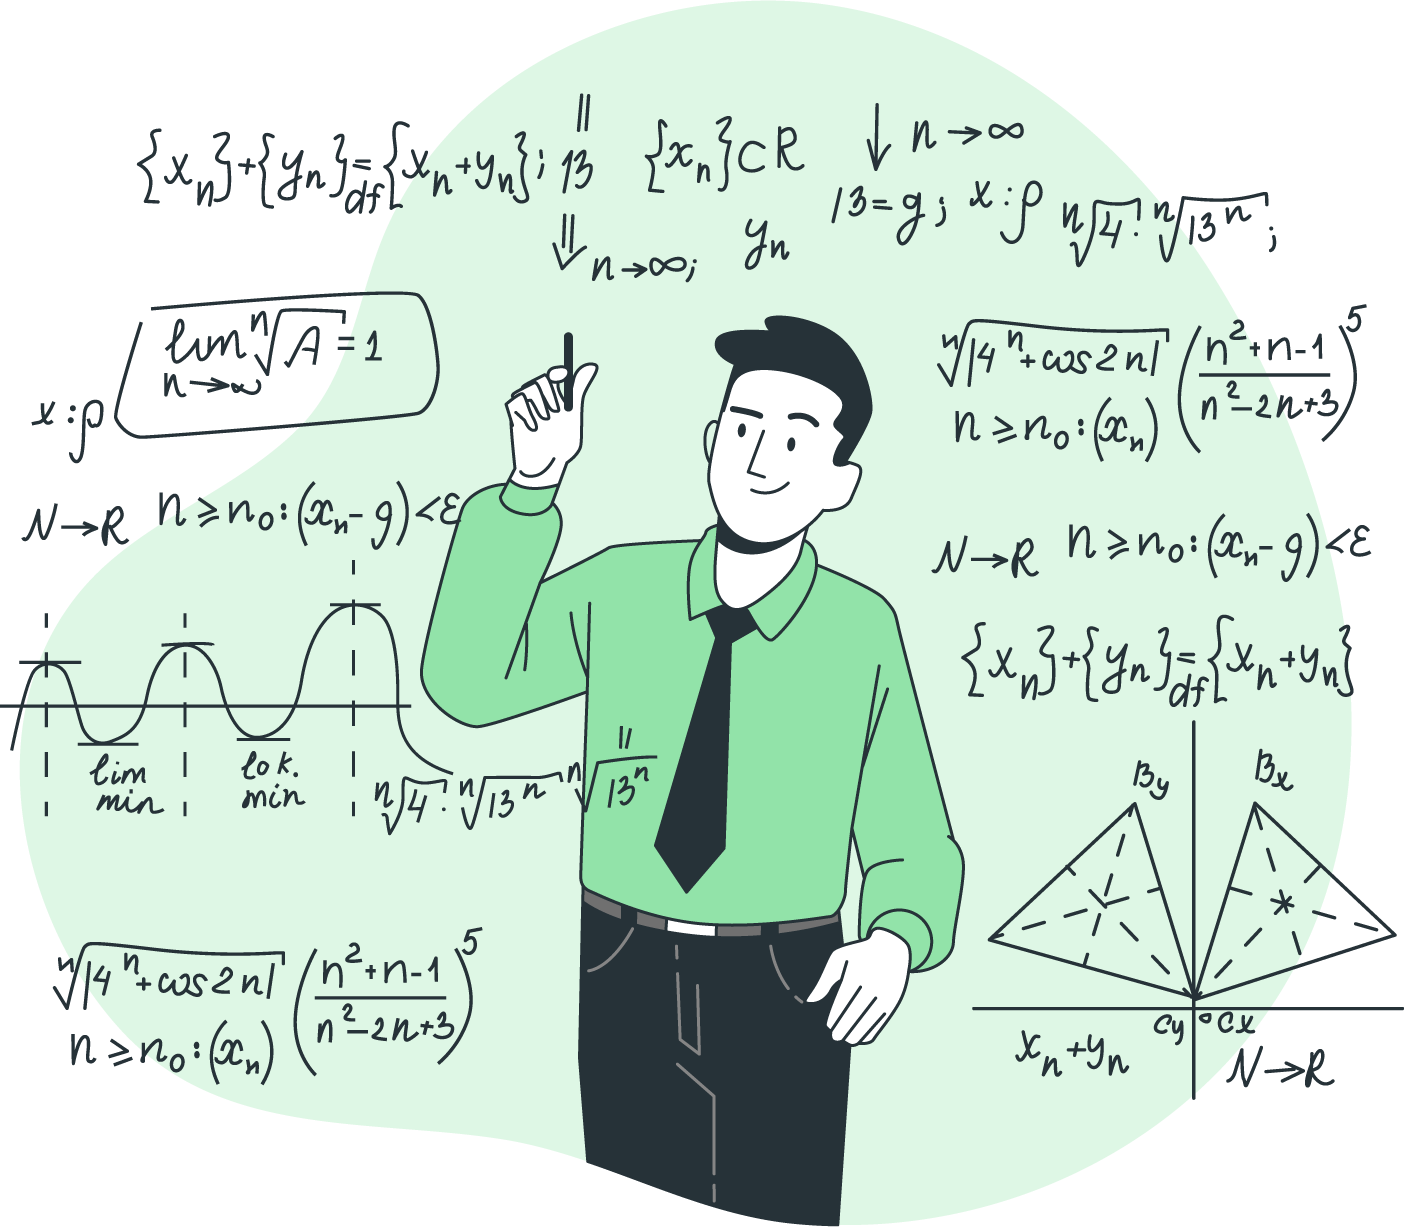 {xₙ}+{yₙ}=df{xₙ+yₙ}; 13
||
⇓ n→∞;
{xₙ}CR
yₙ
↓ n→∞
13=g; x:ρ ⁿ√4: ⁿ√13ⁿ;
lim ⁿ√A=1
n→∞
x:ρ
N→R n≥n₀:(xₙ-g)<ε
lim
min
lok.
min
ⁿ√4: ⁿ√13ⁿ ⁿ√13ⁿ
||
ⁿ√|4ⁿ+cos2n| (n²+n-1/n²-2n+3)⁵
n≥n₀:(xₙ)
ⁿ√|4ⁿ+cos2n| (n²+n-1/n²-2n+3)⁵
n≥n₀:(xₙ)
N→R n≥n₀:(xₙ-g)<ε
{xₙ}+{yₙ}=df{xₙ+yₙ}
By Bx
Cy Cx
xₙ+yₙ N→R